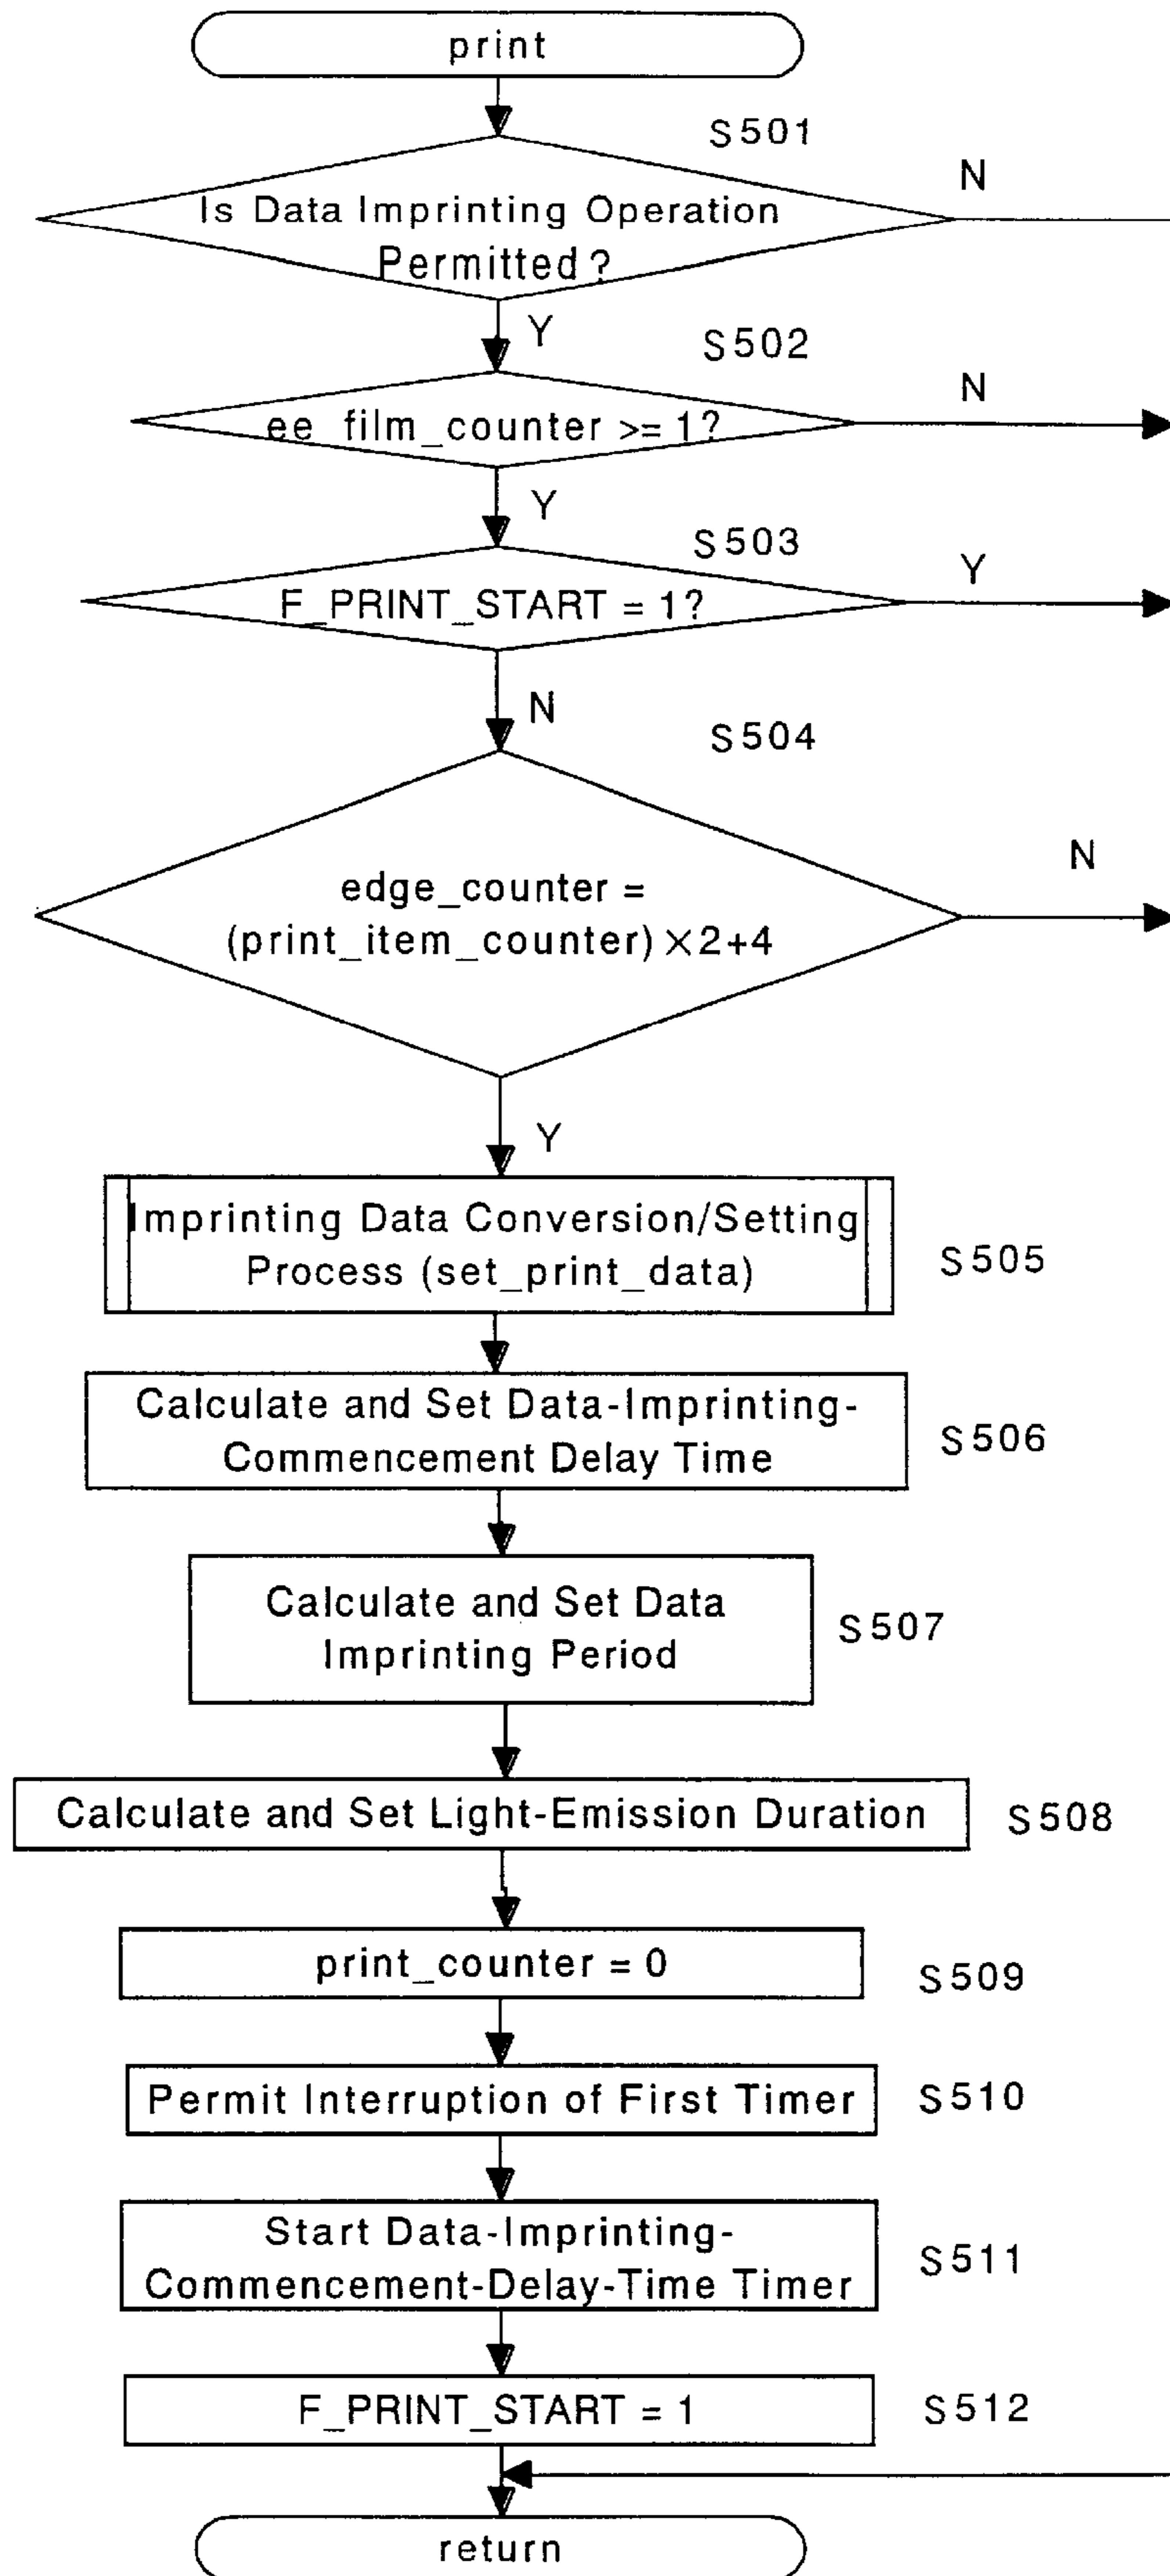 print
S501
N
Is Data Imprinting Operation
Permitted?
Y
S502
N
ee_film_counter >= 1?
Y
S503
Y
F_PRINT_START = 1?
N
S504
N
edge_counter =
(print_item_counter) ×2+4
Y
Imprinting Data Conversion/Setting
Process (set_print_data)
S505
Calculate and Set Data-Imprinting-
Commencement Delay Time
S506
Calculate and Set Data
Imprinting Period
S507
Calculate and Set Light-Emission Duration
S508
print_counter = 0
S509
Permit Interruption of First Timer
S510
Start Data-Imprinting-
Commencement-Delay-Time Timer
S511
F_PRINT_START = 1
S512
return